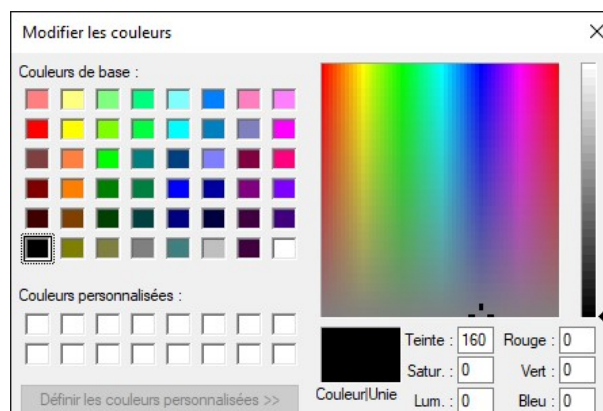 Modifier les couleurs
Couleurs de base :
Couleurs personnalisées :
Définir les couleurs personnalisées >>
Couleur|Unie
Teinte : 160 Rouge : 0
Satur. : 0 Vert : 0
Lum. : 0 Bleu : 0